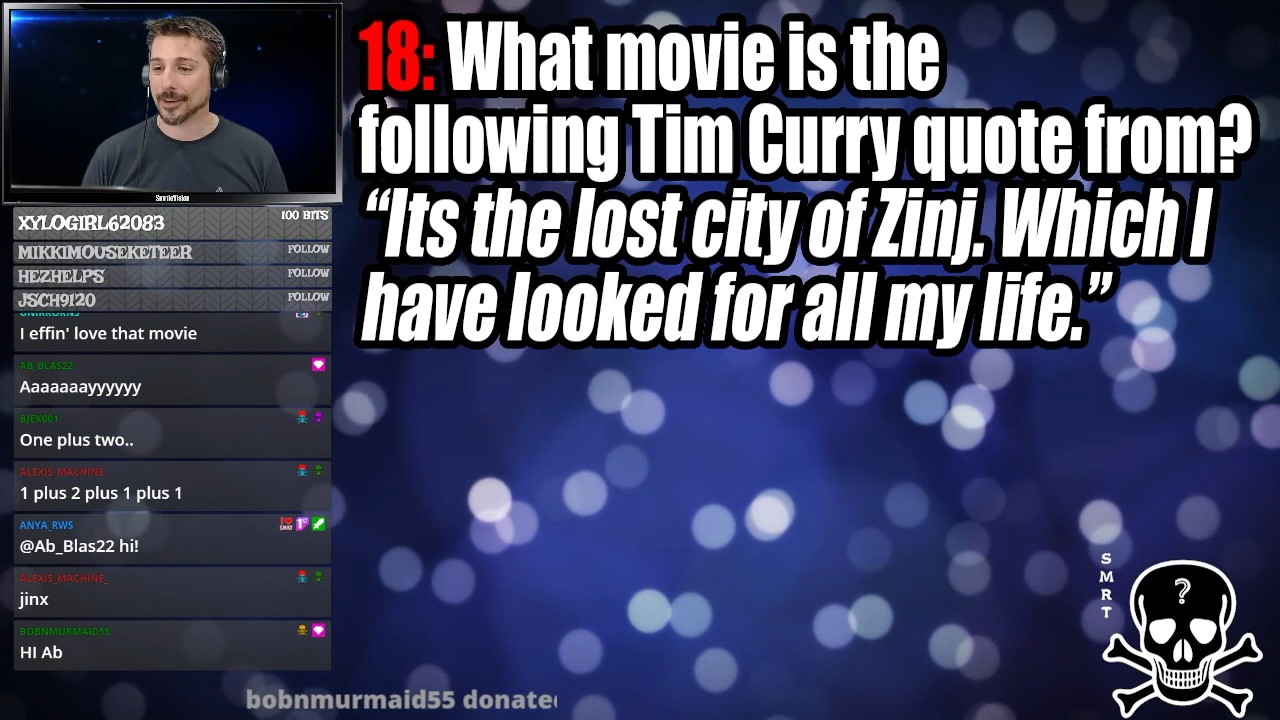 18: What movie is the
following Tim Curry quote from?
“Its the lost city of Zinj. Which I
have looked for all my life.”
XYLOGIRL62083 100 BITS
MIKKIMOUSEKETEER FOLLOW
HEZHELPS FOLLOW
JSCH9120 FOLLOW
I effin' love that movie
AB_BLAS22
Aaaaaaayyyyyy
BJEX001
One plus two..
ALEXIS_MACHINE_
1 plus 2 plus 1 plus 1
ANYA_RWS
@Ab_Blas22 hi!
ALEXIS_MACHINE_
jinx
BOBNMURMAID55
HI Ab
bobnmurmaid55 donated
S
M
R
T
?